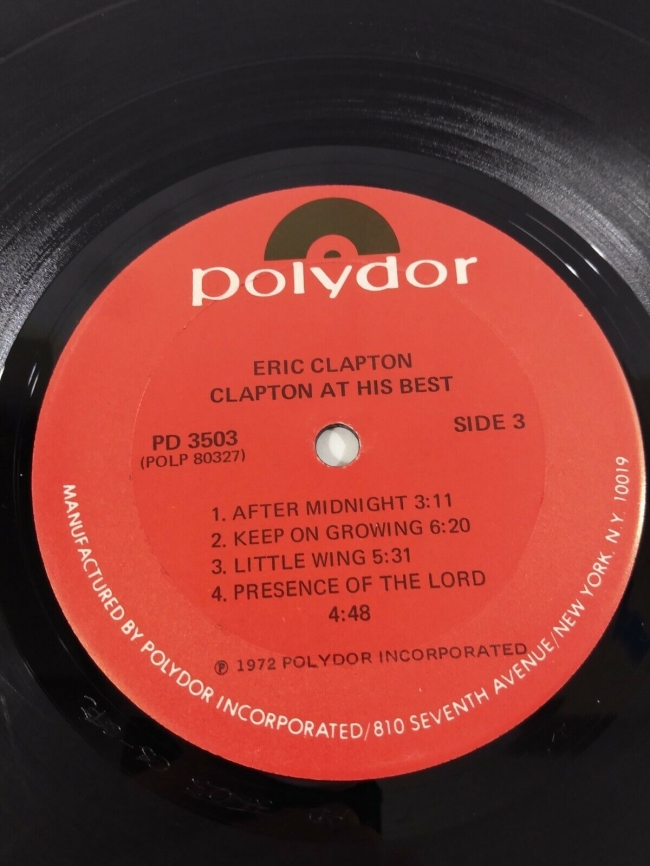 polydor
ERIC CLAPTON
CLAPTON AT HIS BEST
PD 3503
(POLP 80327)
SIDE 3
1. AFTER MIDNIGHT 3:11
2. KEEP ON GROWING 6:20
3. LITTLE WING 5:31
4. PRESENCE OF THE LORD
4:48
℗ 1972 POLYDOR INCORPORATED
MANUFACTURED BY POLYDOR INCORPORATED/810 SEVENTH AVENUE/NEW YORK, N.Y. 10019